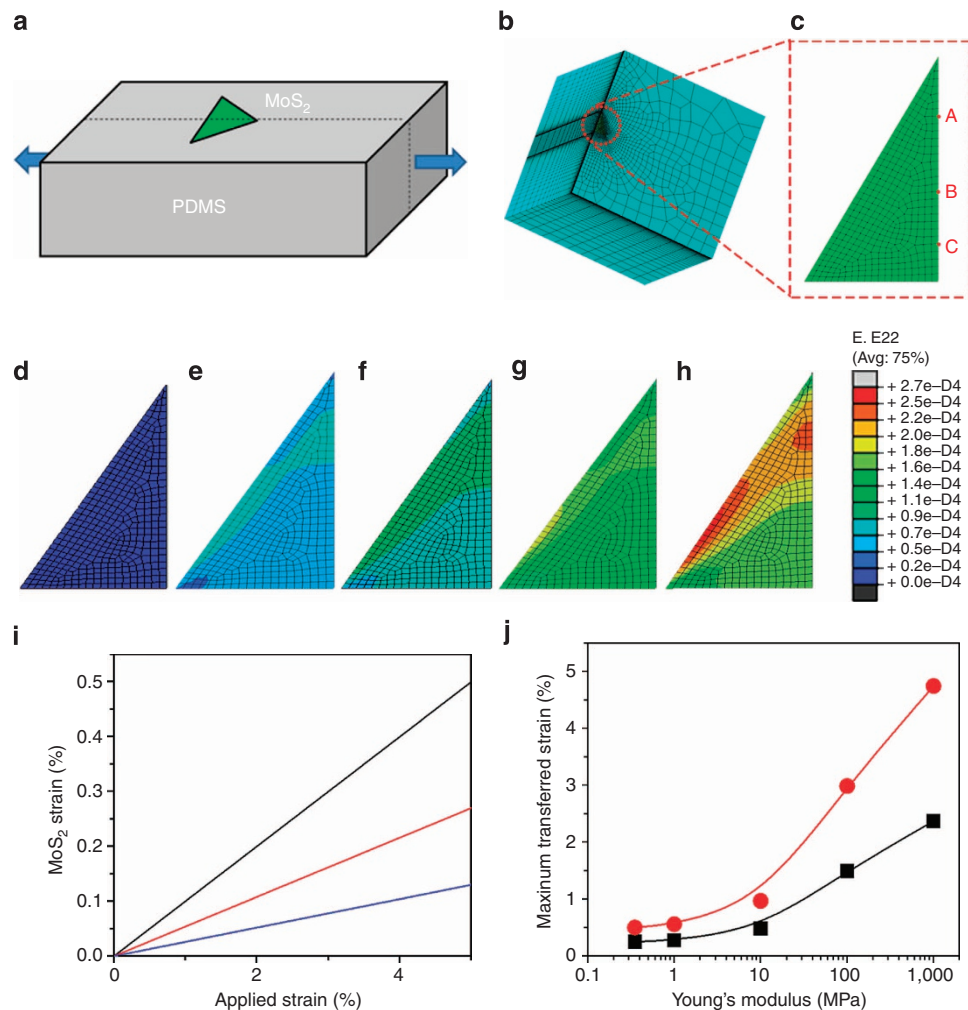 a
b
c
MoS2
PDMS
A
B
C
d
e
f
g
h
E. E22
(Avg: 75%)
+ 2.7e–D4
+ 2.5e–D4
+ 2.2e–D4
+ 2.0e–D4
+ 1.8e–D4
+ 1.6e–D4
+ 1.4e–D4
+ 1.1e–D4
+ 0.9e–D4
+ 0.7e–D4
+ 0.5e–D4
+ 0.2e–D4
+ 0.0e–D4
i
0.5
0.4
0.3
0.2
0.1
0.0
MoS2 strain (%)
0
2
4
Applied strain (%)
j
5
4
3
2
1
0
Maxinum transferred strain (%)
0.1
1
10
100
1,000
Young's modulus (MPa)